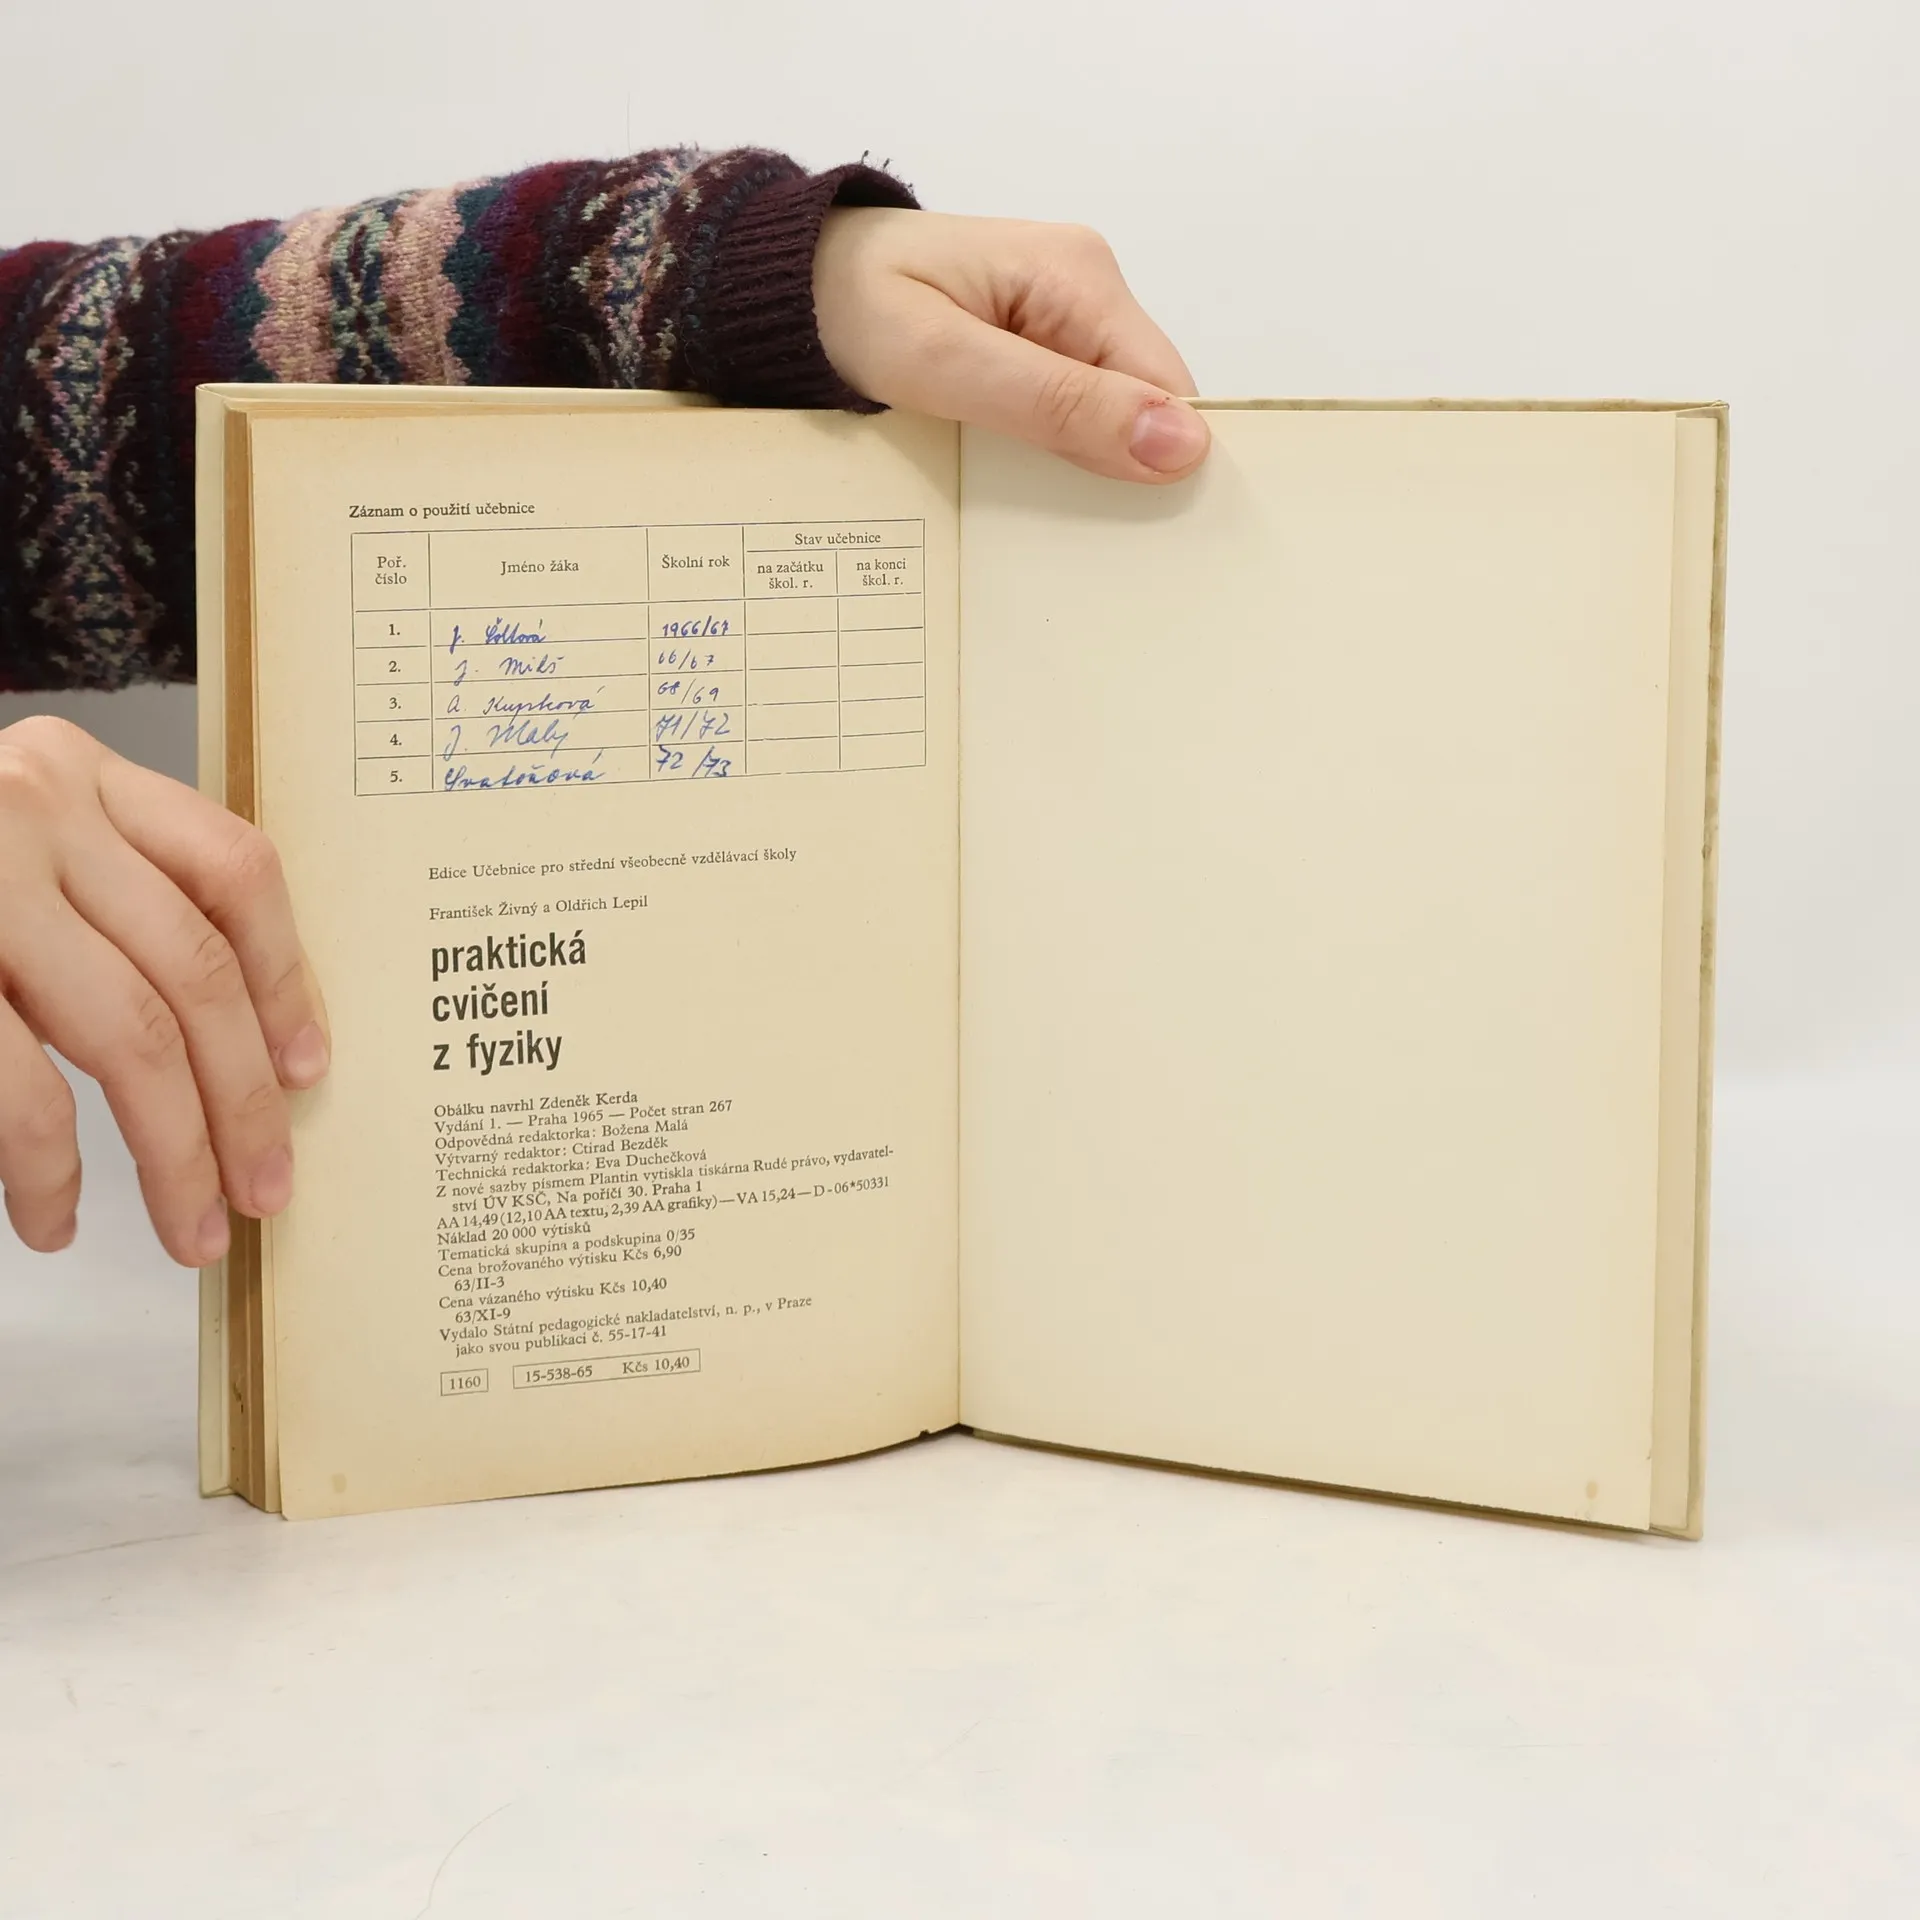 Záznam o použití učebnice
Poř. číslo
Jméno žáka
Školní rok
Stav učebnice
na začátku škol. r.
na konci škol. r.
1. J. Šoltová 1966/67
2. J. Mikš 66/67
3. A. Kupková 68/69
4. J. Malý 71/72
5. Svatoňová 72/73
Edice Učebnice pro střední všeobecně vzdělávací školy
František Živný a Oldřich Lepil
praktická
cvičení
z fyziky
Obálku navrhl Zdeněk Kerda
Vydání 1. — Praha 1965 — Počet stran 267
Odpovědná redaktorka: Božena Malá
Výtvarný redaktor: Ctirad Bezděk
Technická redaktorka: Eva Duchečková
Z nové sazby písmem Plantin vytiskla tiskárna Rudé právo, vydavatel-
ství ÚV KSČ, Na poříčí 30. Praha 1
AA 14,49 (12,10 AA textu, 2,39 AA grafiky) — VA 15,24 — D-06*50331
Náklad 20 000 výtisků
Tematická skupina a podskupina 0/35
Cena brožovaného výtisku Kčs 6,90
63/II-3
Cena vázaného výtisku Kčs 10,40
63/XI-9
Vydalo Státní pedagogické nakladatelství, n. p., v Praze
jako svou publikaci č. 55-17-41
1160 15-538-65 Kčs 10,40